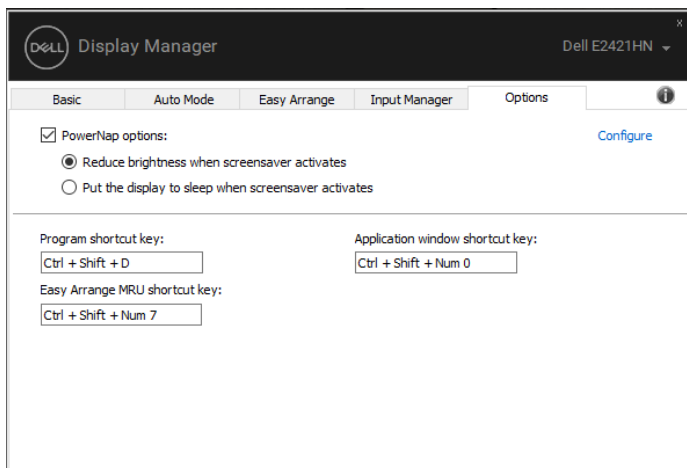 x
DELL
Display Manager
Dell E2421HN
Basic
Auto Mode
Easy Arrange
Input Manager
Options
i
PowerNap options:
Configure
Reduce brightness when screensaver activates
Put the display to sleep when screensaver activates
Program shortcut key:
Application window shortcut key:
Ctrl + Shift + D
Ctrl + Shift + Num 0
Easy Arrange MRU shortcut key:
Ctrl + Shift + Num 7